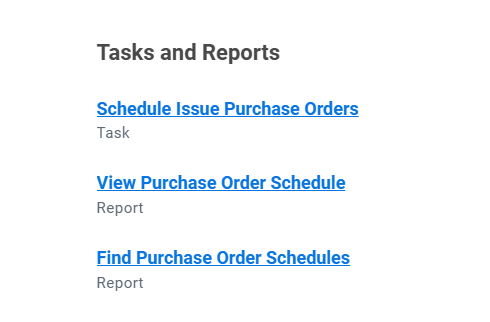 Tasks and Reports
Schedule Issue Purchase Orders
Task
View Purchase Order Schedule
Report
Find Purchase Order Schedules
Report